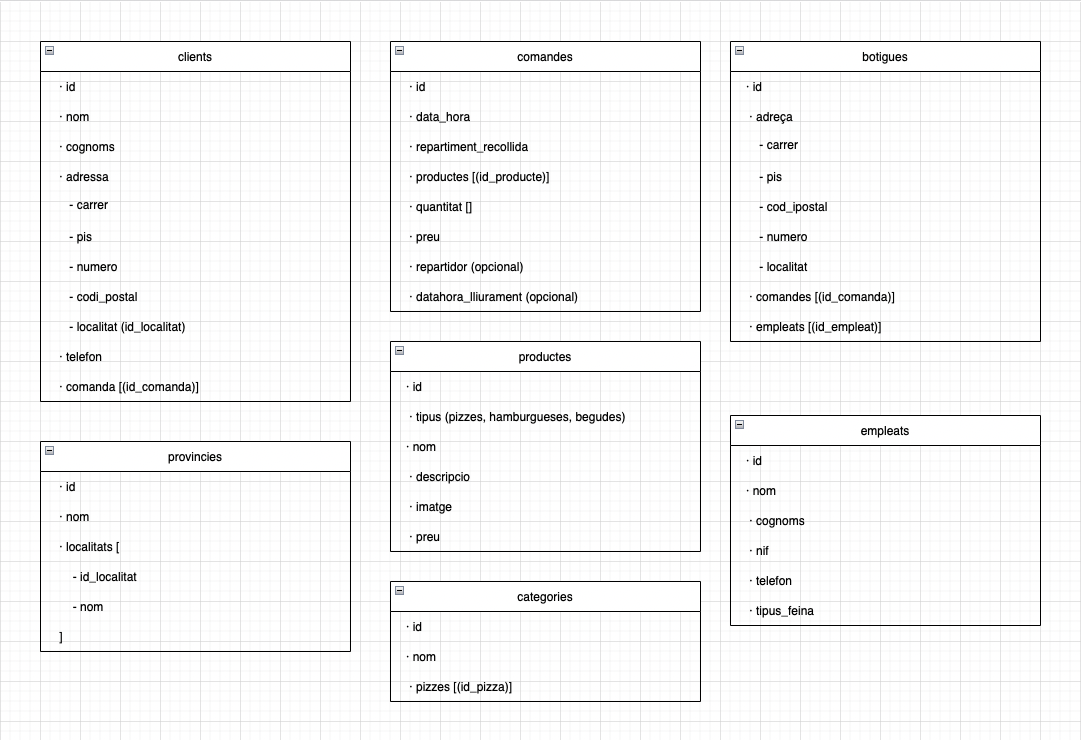 clients
· id
· nom
· cognoms
· adressa
- carrer
- pis
- numero
- codi_postal
- localitat (id_localitat)
· telefon
· comanda [(id_comanda)]
provincies
· id
· nom
· localitats [
- id_localitat
- nom
]
comandes
· id
· data_hora
· repartiment_recollida
· productes [(id_producte)]
· quantitat []
· preu
· repartidor (opcional)
· datahora_lliurament (opcional)
productes
· id
· tipus (pizzes, hamburgueses, begudes)
· nom
· descripcio
· imatge
· preu
categories
· id
· nom
· pizzes [(id_pizza)]
botigues
· id
· adreça
- carrer
- pis
- cod_ipostal
- numero
- localitat
· comandes [(id_comanda)]
· empleats [(id_empleat)]
empleats
· id
· nom
· cognoms
· nif
· telefon
· tipus_feina